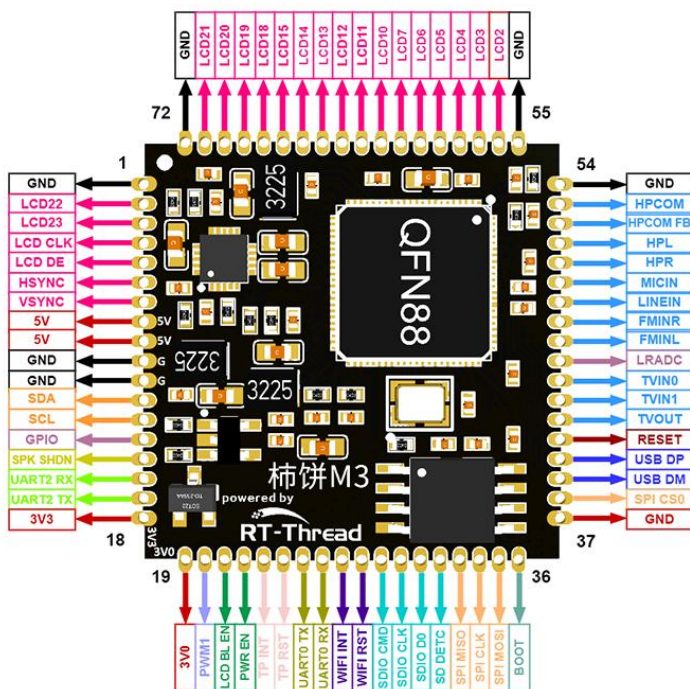 GND
LCD21
LCD20
LCD19
LCD18
LCD15
LCD14
LCD13
LCD12
LCD11
LCD10
LCD7
LCD6
LCD5
LCD4
LCD3
LCD2
GND
72
55
1
54
GND
LCD22
LCD23
LCD CLK
LCD DE
HSYNC
VSYNC
5V
5V
GND
GND
SDA
SCL
GPIO
SPK SHDN
UART2 RX
UART2 TX
3V3
18
GND
HPCOM
HPCOM FB
HPL
HPR
MICIN
LINEIN
FMINR
FMINL
LRADC
TVIN0
TVIN1
TVOUT
RESET
USB DP
USB DM
SPI CS0
GND
37
3225
QFN88
5V
5V
G
G
3225
3225
柿饼M3
powered by
RT-Thread
3V3
3V0
19
36
3V0
PWM1
LCD BL EN
PWR EN
TP INT
TP RST
UART0 TX
UART0 RX
WIFI INT
WIFI RST
SDIO CMD
SDIO CLK
SDIO D0
SD DETC
SPI MISO
SPI CLK
SPI MOSI
BOOT